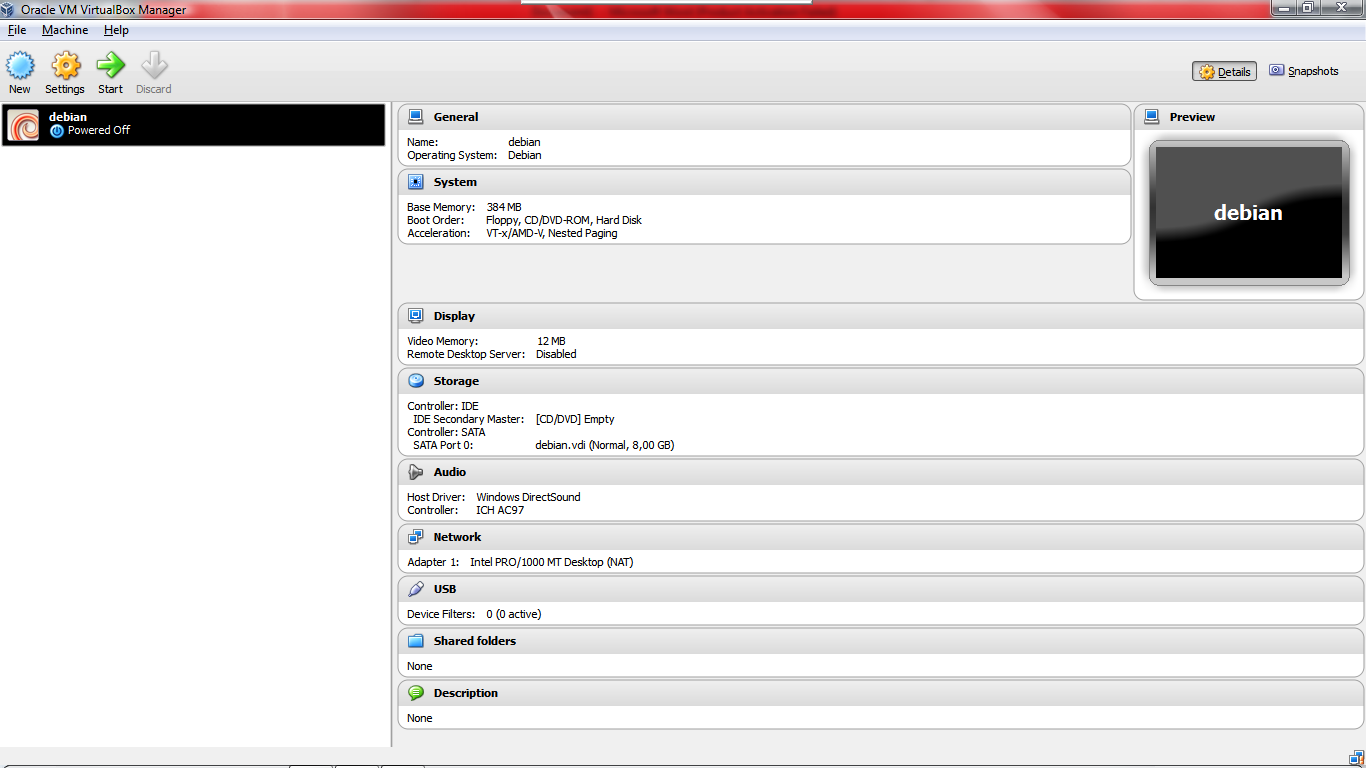 Oracle VM VirtualBox Manager
File Machine Help
New Settings Start Discard
Details Snapshots
debian
Powered Off
General
Name: debian
Operating System: Debian
System
Base Memory: 384 MB
Boot Order: Floppy, CD/DVD-ROM, Hard Disk
Acceleration: VT-x/AMD-V, Nested Paging
Preview
debian
Display
Video Memory: 12 MB
Remote Desktop Server: Disabled
Storage
Controller: IDE
IDE Secondary Master: [CD/DVD] Empty
Controller: SATA
SATA Port 0: debian.vdi (Normal, 8,00 GB)
Audio
Host Driver: Windows DirectSound
Controller: ICH AC97
Network
Adapter 1: Intel PRO/1000 MT Desktop (NAT)
USB
Device Filters: 0 (0 active)
Shared folders
None
Description
None